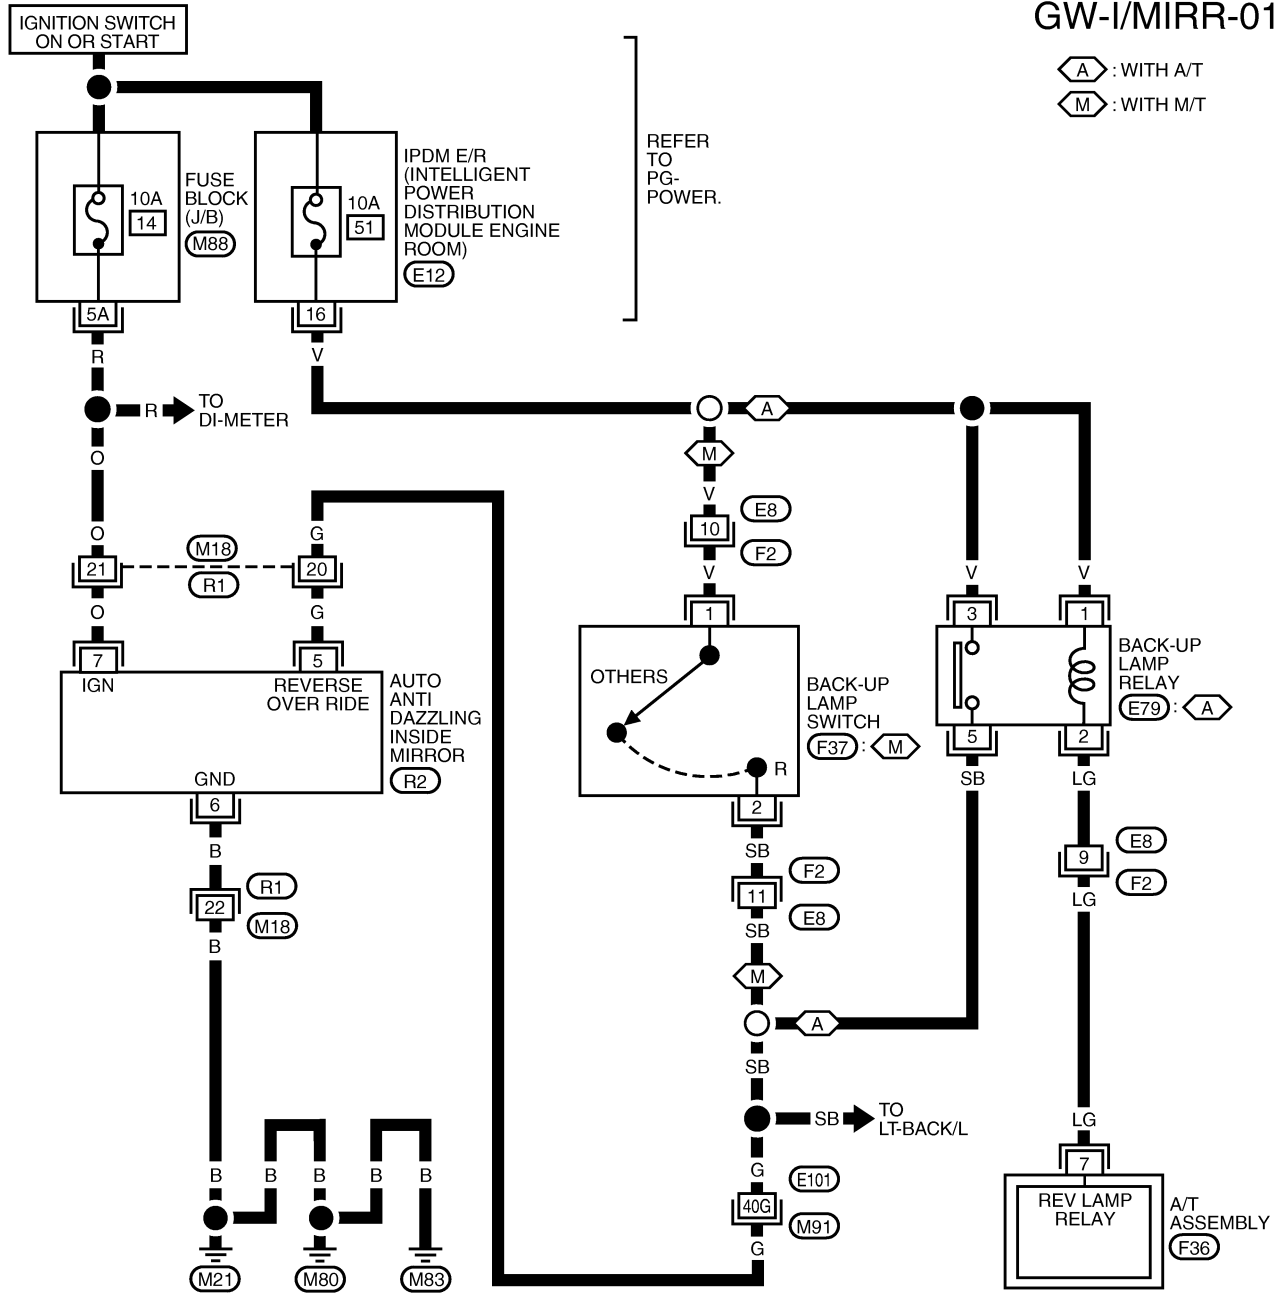 GW-I/MIRR-01
IGNITION SWITCH
ON OR START
A : WITH A/T
M : WITH M/T
REFER
TO
PG-
POWER.
10A
14
FUSE
BLOCK
(J/B)
M88
10A
51
IPDM E/R
(INTELLIGENT
POWER
DISTRIBUTION
MODULE ENGINE
ROOM)
E12
5A
16
R
V
R
TO
DI-METER
A
O
M
V
10
E8
F2
V
O
G
21
M18
R1
20
O
G
7
5
IGN
REVERSE
OVER RIDE
GND
AUTO
ANTI
DAZZLING
INSIDE
MIRROR
R2
1
OTHERS
R
BACK-UP
LAMP
SWITCH
F37 : M
2
V
V
3
1
BACK-UP
LAMP
RELAY
E79 : A
5
2
SB
LG
6
B
R1
22
M18
B
SB
F2
11
E8
SB
M
A
SB
SB
TO
LT-BACK/L
E8
9
F2
LG
LG
7
REV LAMP
RELAY
A/T
ASSEMBLY
F36
G
E101
40G
M91
G
B
B
B
B
B
M21
M80
M83